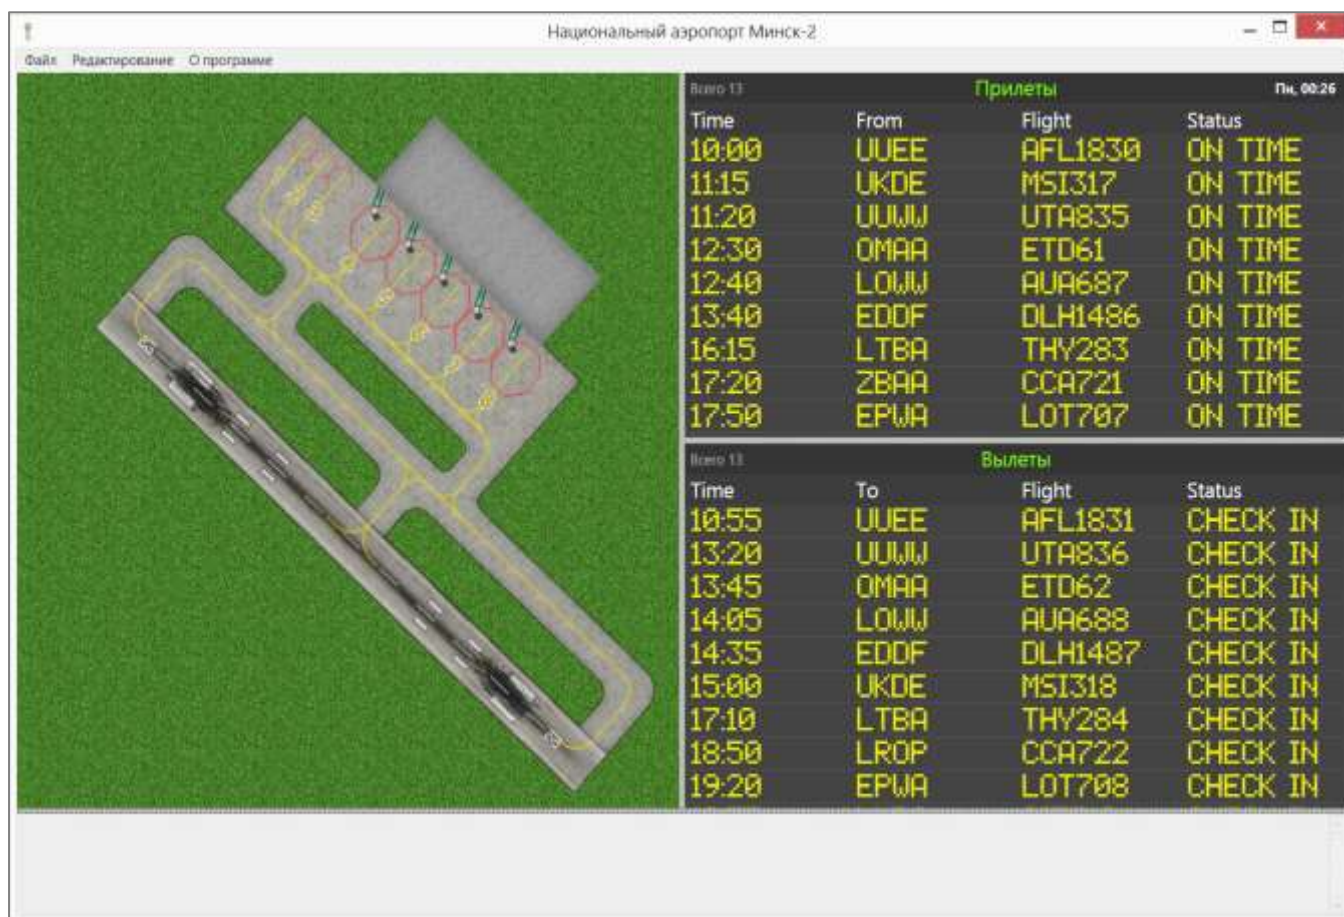 Национальный аэропорт Минск-2
Файл Редактирование О программе
Всего 13 Прилеты Пн, 00:26
Time From Flight Status
10:00 UUEE AFL1830 ON TIME
11:15 UKDE MSI317 ON TIME
11:20 UUWW UTA835 ON TIME
12:30 OMAA ETD61 ON TIME
12:40 LOWW AUA687 ON TIME
13:40 EDDF DLH1486 ON TIME
16:15 LTBA THY283 ON TIME
17:20 ZBAA CCA721 ON TIME
17:50 EPWA LOT707 ON TIME
Всего 13 Вылеты
Time To Flight Status
10:55 UUEE AFL1831 CHECK IN
13:20 UUWW UTA836 CHECK IN
13:45 OMAA ETD62 CHECK IN
14:05 LOWW AUA688 CHECK IN
14:35 EDDF DLH1487 CHECK IN
15:00 UKDE MSI318 CHECK IN
17:10 LTBA THY284 CHECK IN
18:50 LROP CCA722 CHECK IN
19:20 EPWA LOT708 CHECK IN